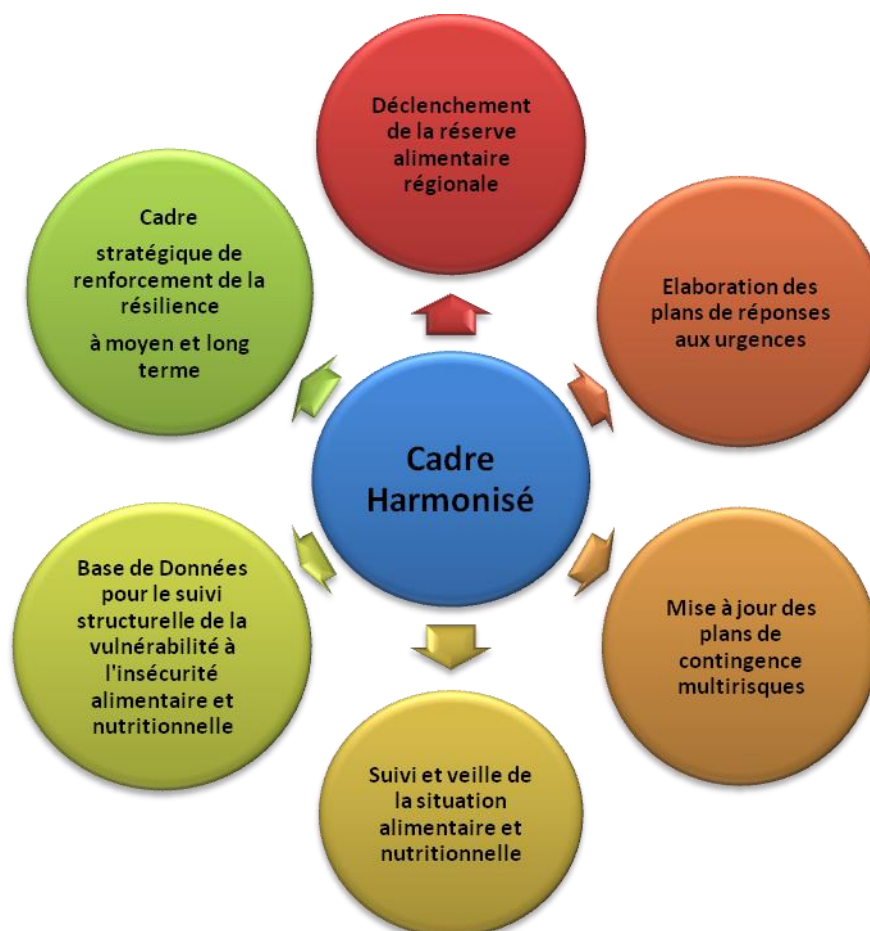 Déclenchement
de la réserve
alimentaire
régionale
Cadre
stratégique de
renforcement de la
résilience
à moyen et long
terme
Elaboration des
plans de réponses
aux urgences
Cadre
Harmonisé
Base de Données
pour le suivi
structurelle de la
vulnérabilité à
l'insécurité
alimentaire et
nutritionnelle
Mise à jour des
plans de
contingence
multirisques
Suivi et veille de
la situation
alimentaire et
nutritionnelle